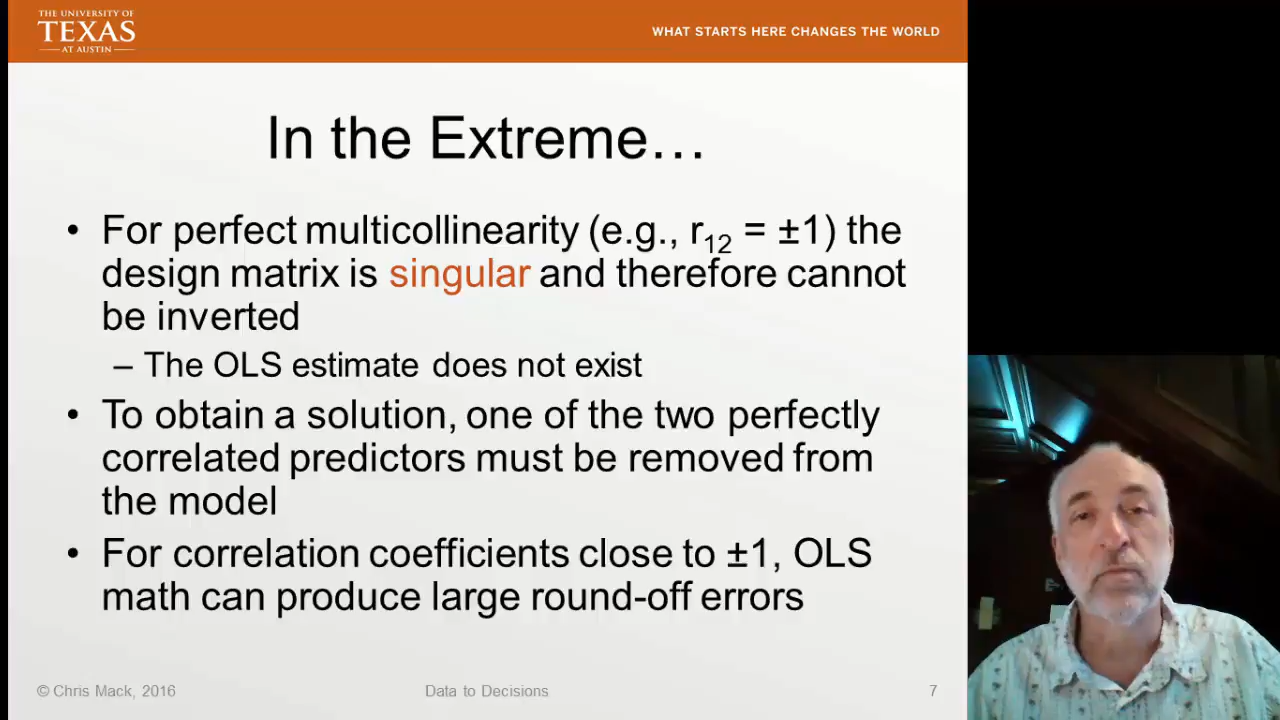 THE UNIVERSITY OF
TEXAS
AT AUSTIN
WHAT STARTS HERE CHANGES THE WORLD
In the Extreme…
• For perfect multicollinearity (e.g., r12 = ±1) the
design matrix is singular and therefore cannot
be inverted
– The OLS estimate does not exist
• To obtain a solution, one of the two perfectly
correlated predictors must be removed from
the model
• For correlation coefficients close to ±1, OLS
math can produce large round-off errors
© Chris Mack, 2016
Data to Decisions
7